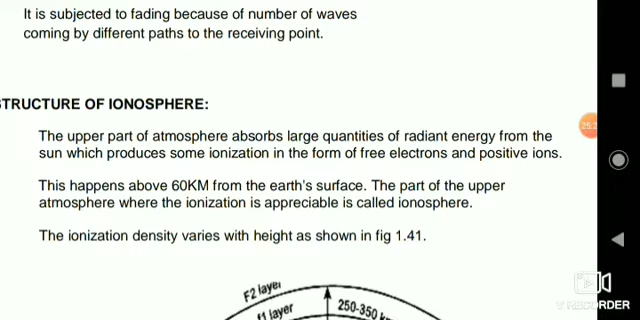 It is subjected to fading because of number of waves
coming by different paths to the receiving point.
STRUCTURE OF IONOSPHERE:
The upper part of atmosphere absorbs large quantities of radiant energy from the
sun which produces some ionization in the form of free electrons and positive ions.
This happens above 60KM from the earth's surface. The part of the upper
atmosphere where the ionization is appreciable is called ionosphere.
The ionization density varies with height as shown in fig 1.41.
F2 layer
f1 layer
250-350
RECORDER